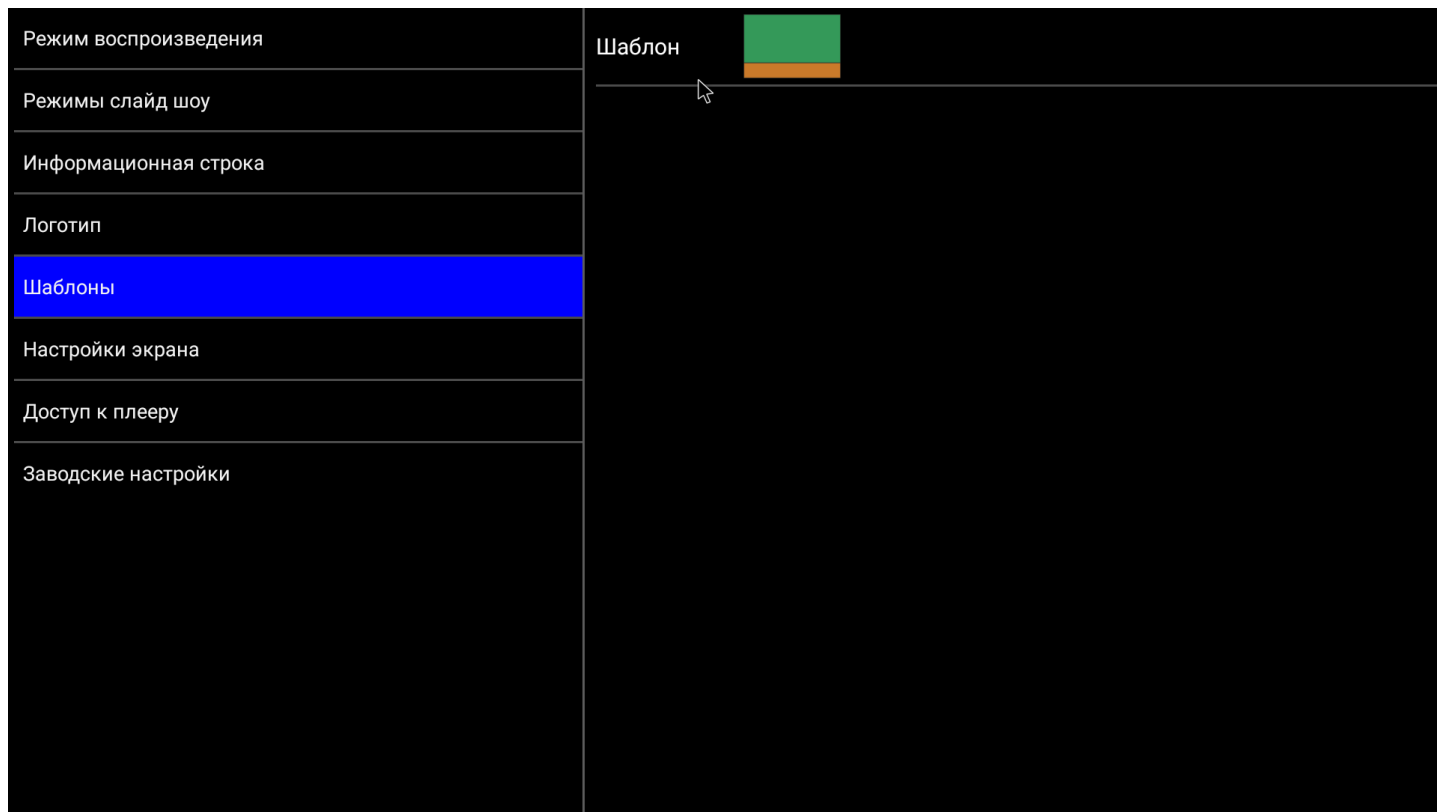 Режим воспроизведения
Режимы слайд шоу
Информационная строка
Логотип
Шаблоны
Настройки экрана
Доступ к плееру
Заводские настройки
Шаблон